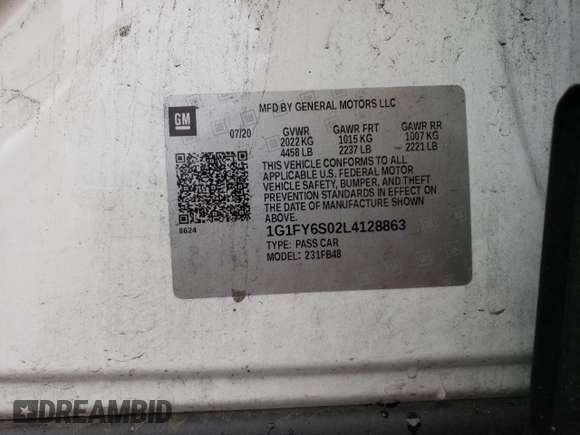 GM
MFD BY GENERAL MOTORS LLC
07/20
GVWR GAWR FRT GAWR RR
2022 KG 1015 KG 1007 KG
4458 LB 2237 LB 2221 LB
THIS VEHICLE CONFORMS TO ALL
APPLICABLE U.S. FEDERAL MOTOR
VEHICLE SAFETY, BUMPER, AND THEFT
PREVENTION STANDARDS IN EFFECT ON
THE DATE OF MANUFACTURE SHOWN
ABOVE.
8624
1G1FY6S02L4128863
TYPE: PASS CAR
MODEL: 231FB48
DREAMBID